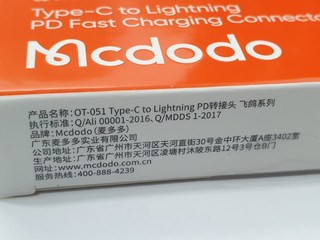 Type-C to Lightning
PD Fast Charging Connecto
Mcdodo
产品名称:OT-051 Type-C to Lightning PD转接头 飞鸽系列
执行标准:Q/Ali 00001-2016、Q/MDDS 1-2017
品牌:Mcdodo (麦多多)
广东麦多多实业有限公司
公司地址:广东省广州市天河区天河直街30号金中环大厦A座3402室
生产地址:广东省广州市天河区凌塘村沐陂东路12号3号仓B门
网址:www.mcdodo.com.cn
热线:400-888-4239